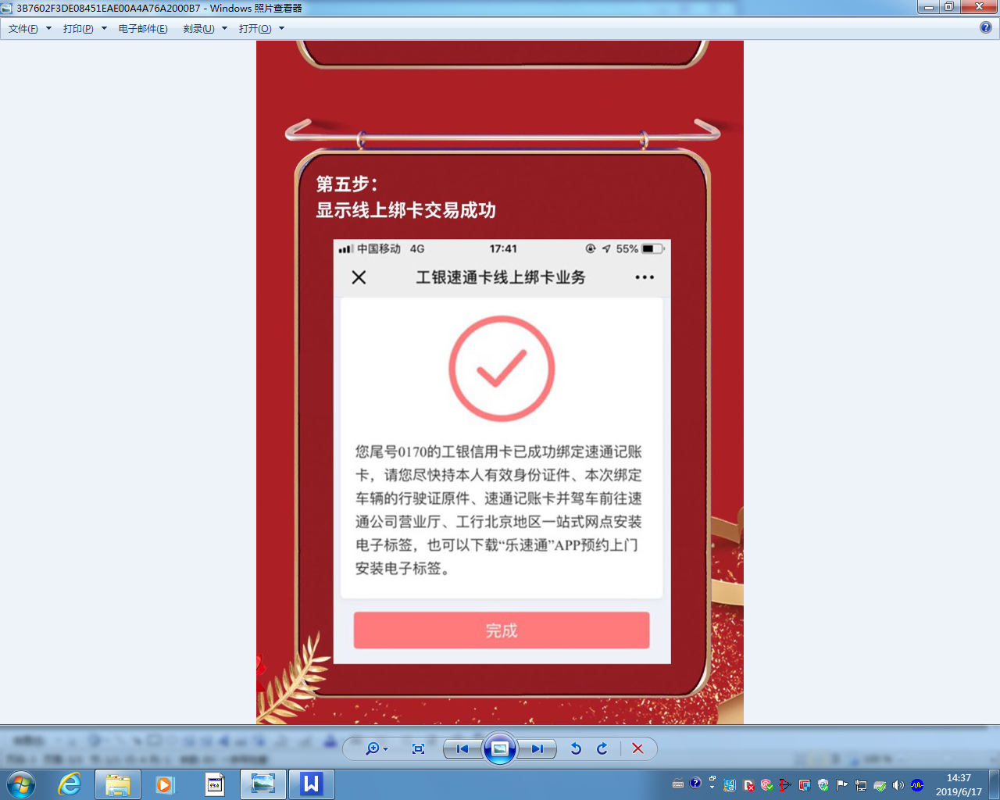 3B7602F3DE08451EAE00A4A76A2000B7 - Windows 照片查看器
文件(F) 打印(P) 电子邮件(E) 刻录(U) 打开(O)
第五步：
显示线上绑卡交易成功
中国移动 4G 17:41 55%
工银速通卡线上绑卡业务
您尾号0170的工银信用卡已成功绑定速通记账
卡，请您尽快持本人有效身份证件、本次绑定
车辆的行驶证原件、速通记账卡并驾车前往速
通公司营业厅、工行北京地区一站式网点安装
电子标签，也可以下载“乐速通”APP预约上门
安装电子标签。
完成
14:37
2019/6/17